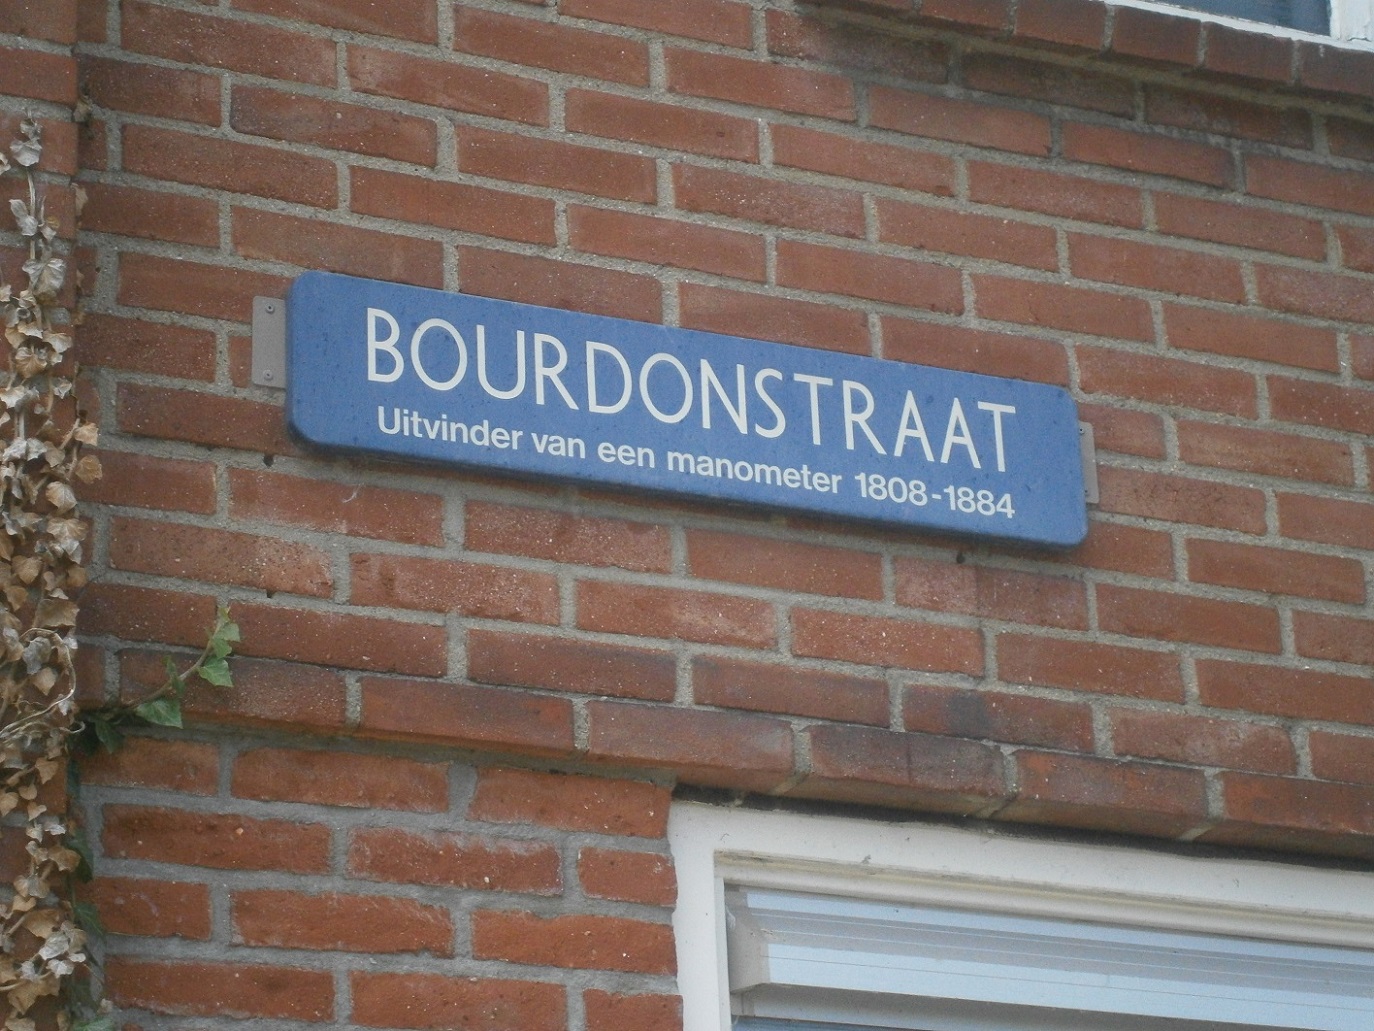 BOURDONSTRAAT
Uitvinder van een manometer 1808-1884